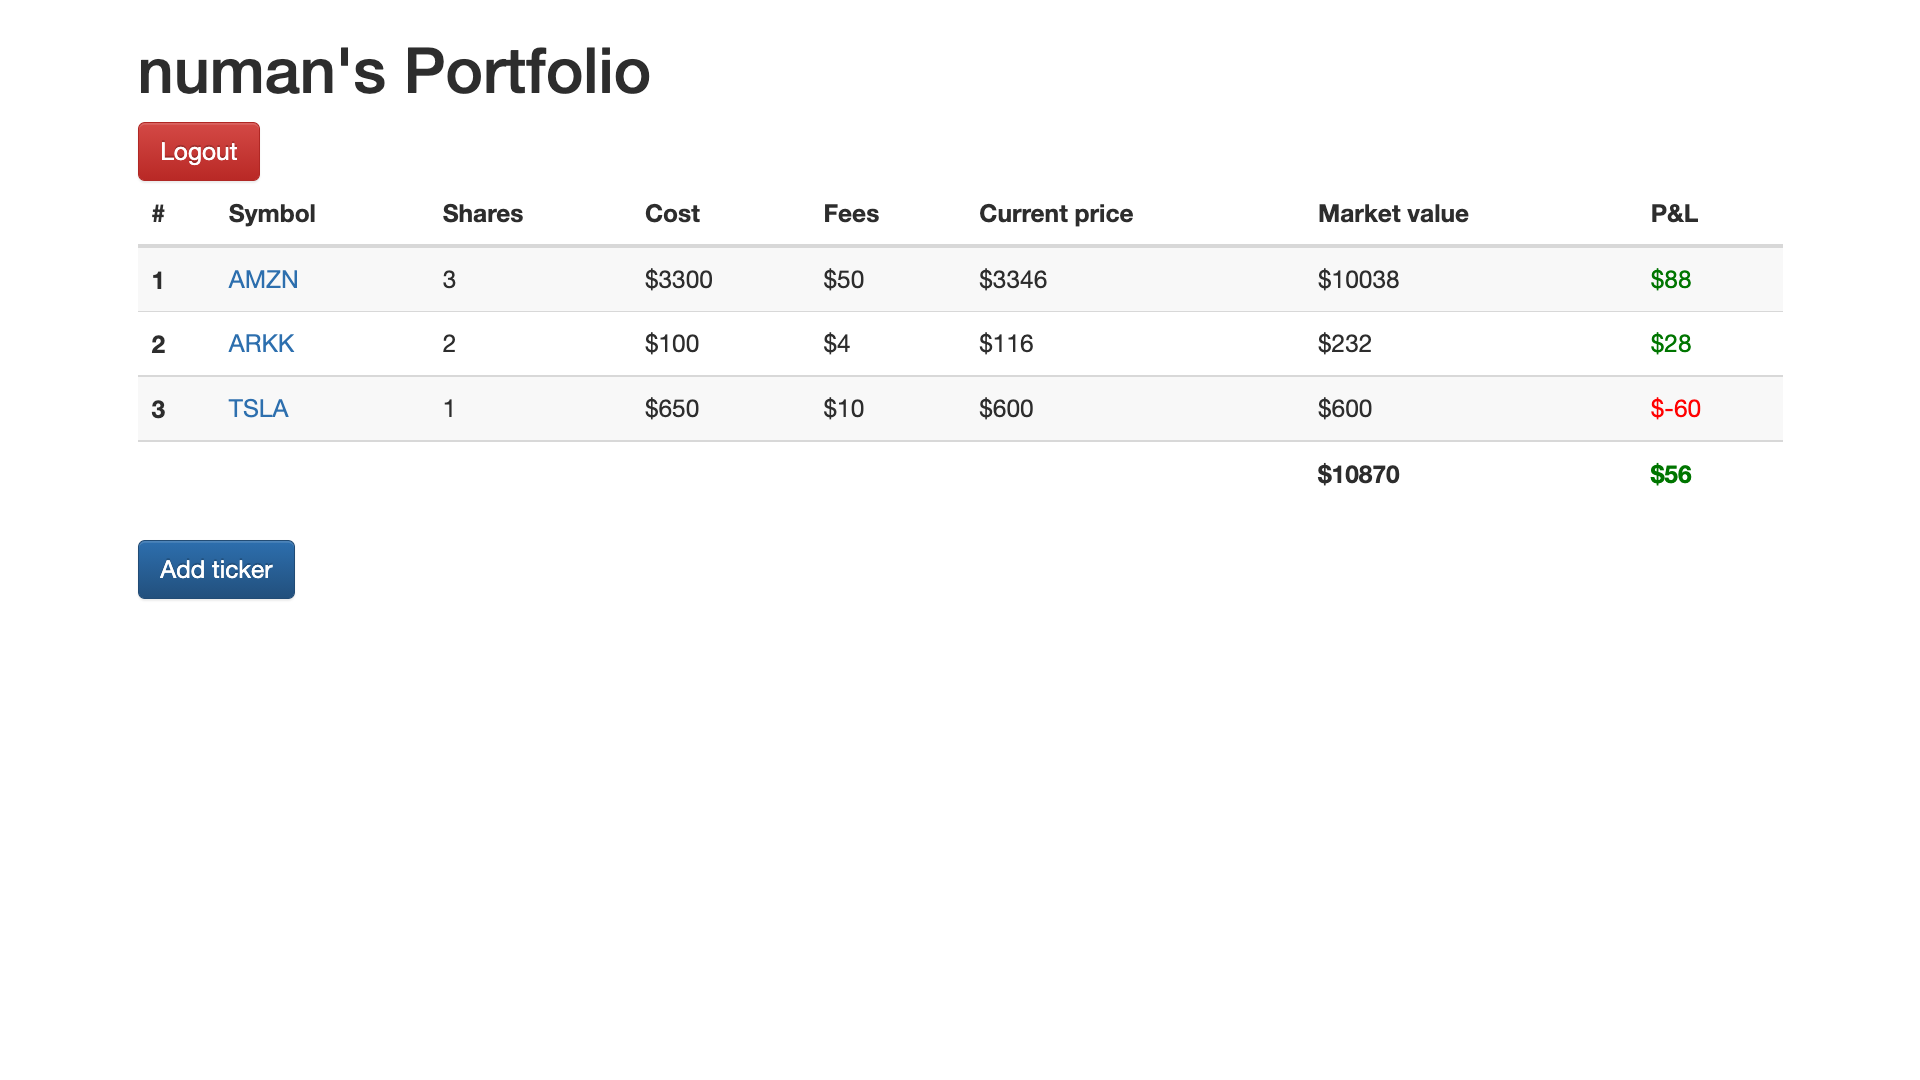 numan's Portfolio
Logout
# Symbol Shares Cost Fees Current price Market value P&L
1 AMZN 3 $3300 $50 $3346 $10038 $88
2 ARKK 2 $100 $4 $116 $232 $28
3 TSLA 1 $650 $10 $600 $600 $-60
$10870 $56
Add ticker